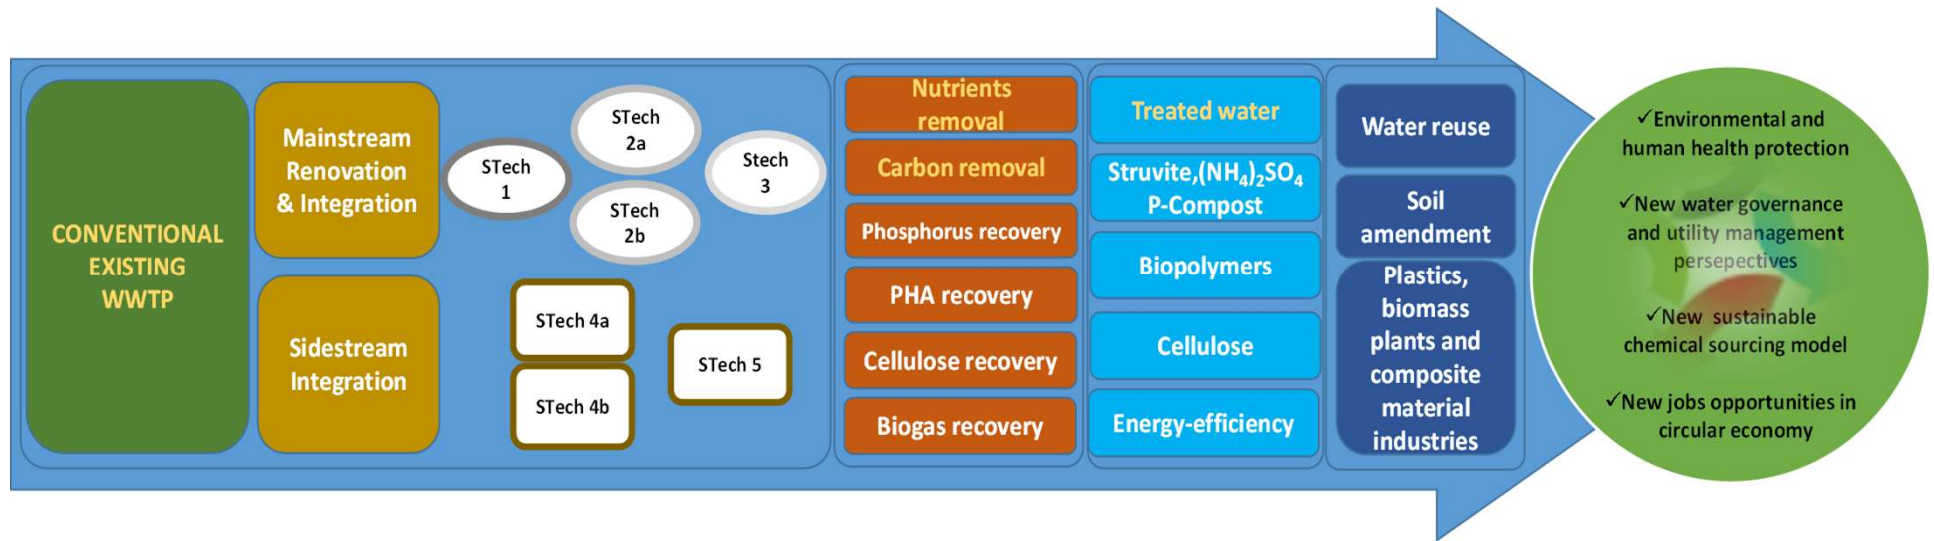 CONVENTIONAL
EXISTING
WWTP
Mainstream
Renovation
& Integration
Sidestream
Integration
STech
1
STech
2a
STech
2b
Stech
3
STech 4a
STech 4b
STech 5
Nutrients
removal
Carbon removal
Phosphorus recovery
PHA recovery
Cellulose recovery
Biogas recovery
Treated water
Struvite,(NH₄)₂SO₄
P-Compost
Biopolymers
Cellulose
Energy-efficiency
Water reuse
Soil
amendment
Plastics,
biomass
plants and
composite
material
industries
✓Environmental and
human health protection
✓New water governance
and utility management
persepectives
✓New sustainable
chemical sourcing model
✓New jobs opportunities in
circular economy